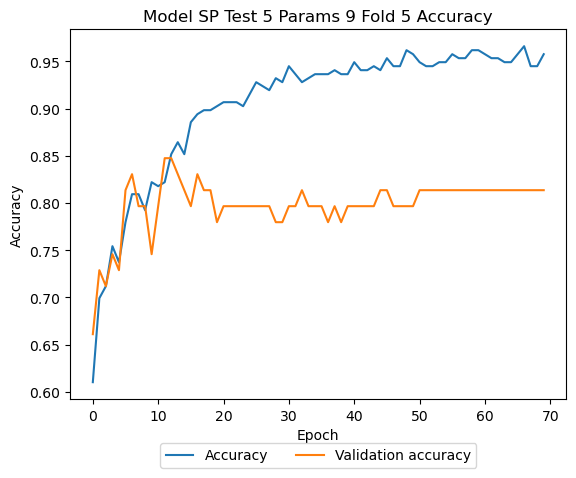 Model SP Test 5 Params 9 Fold 5 Accuracy
Accuracy
0.95
0.90
0.85
0.80
0.75
0.70
0.65
0.60
0 10 20 30 40 50 60 70
Epoch
Accuracy Validation accuracy